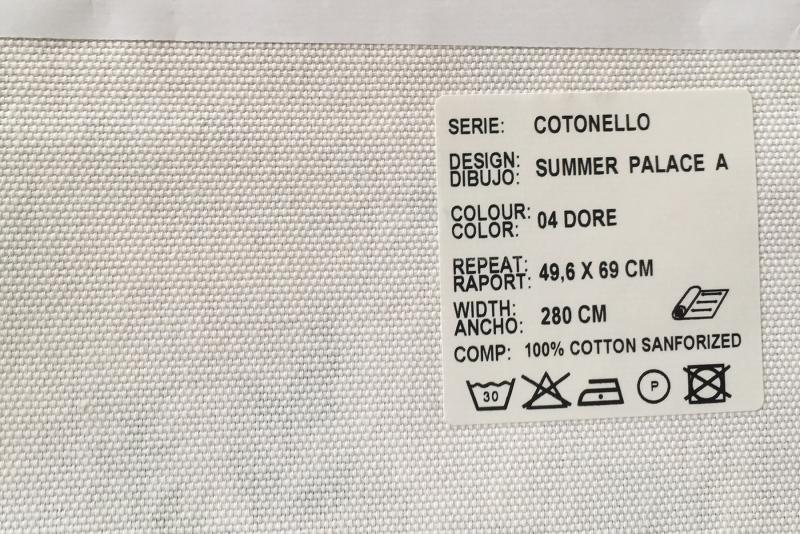 SERIE: COTONELLO
DESIGN: SUMMER PALACE A
DIBUJO:
COLOUR: 04 DORE
COLOR:
REPEAT: 49,6 X 69 CM
RAPORT:
WIDTH: 280 CM
ANCHO:
COMP: 100% COTTON SANFORIZED
30 P